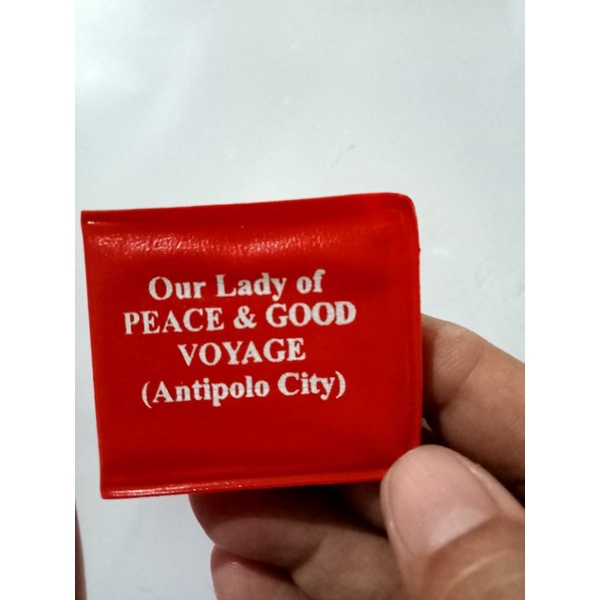 Our Lady of
PEACE & GOOD
VOYAGE
(Antipolo City)